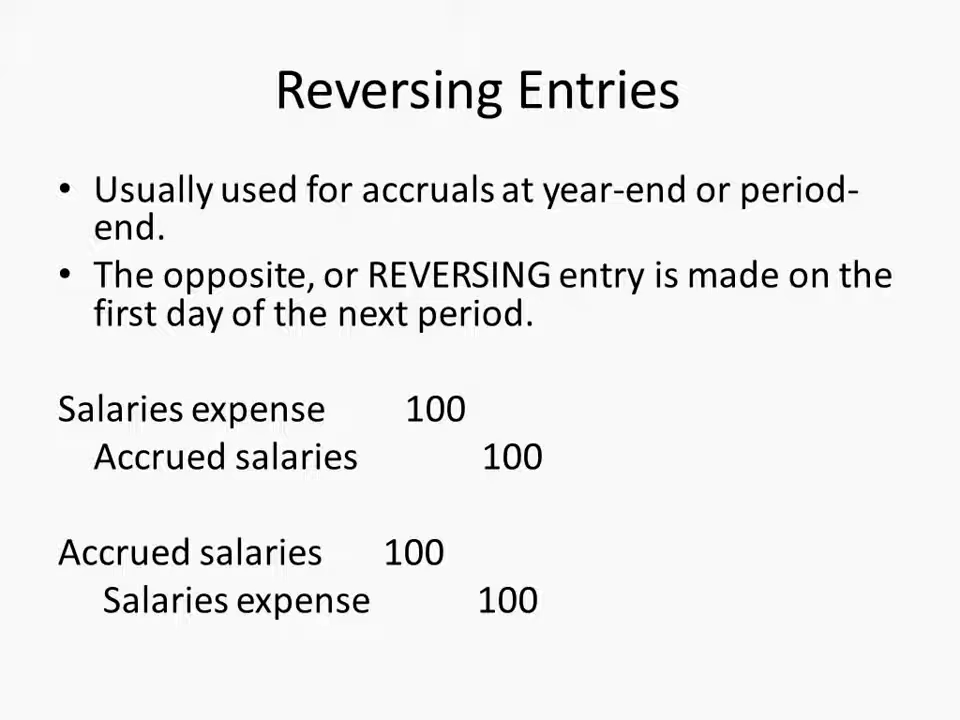 Reversing Entries
• Usually used for accruals at year-end or period-
end.
• The opposite, or REVERSING entry is made on the
first day of the next period.
Salaries expense 100
Accrued salaries 100
Accrued salaries 100
Salaries expense 100